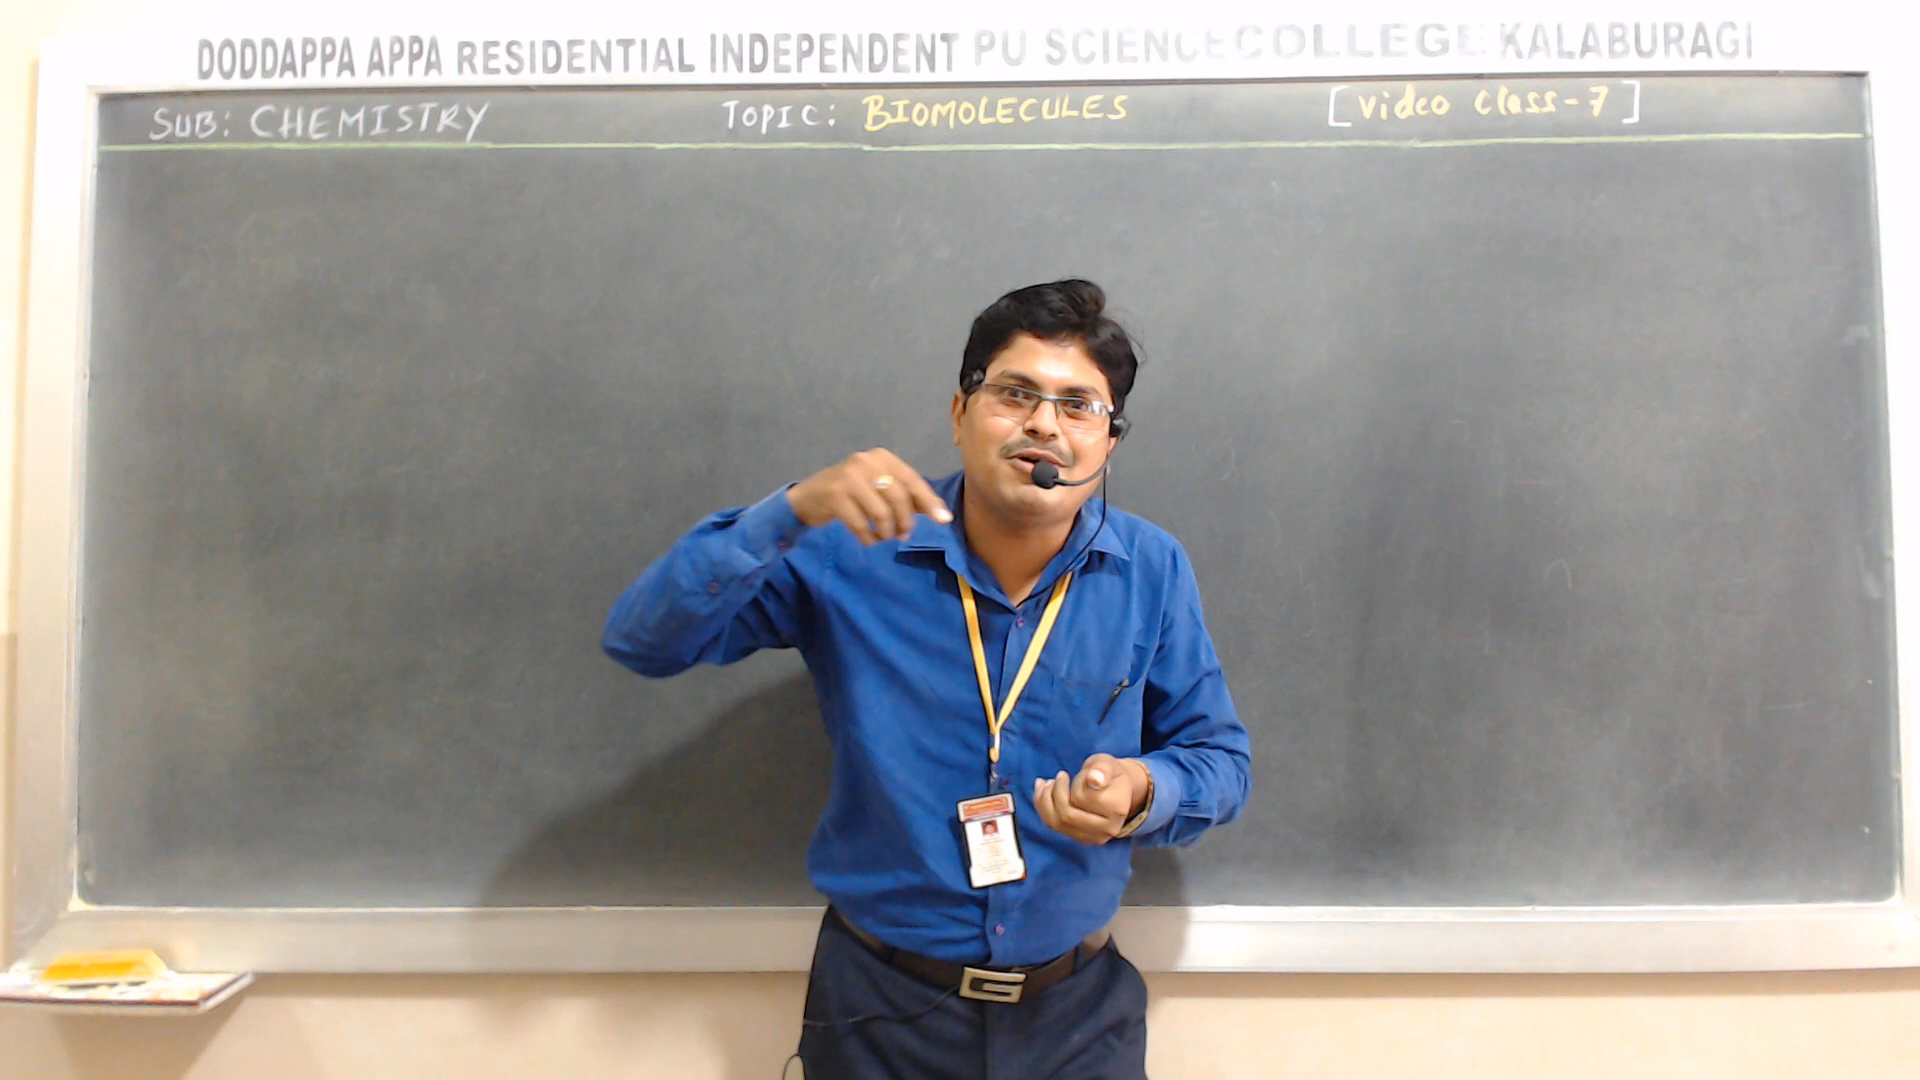 DODDAPPA APPA RESIDENTIAL INDEPENDENT PU SCIENCE COLLEGE KALABURAGI
SUB: CHEMISTRY TOPIC: BIOMOLECULES [Video Class-7]